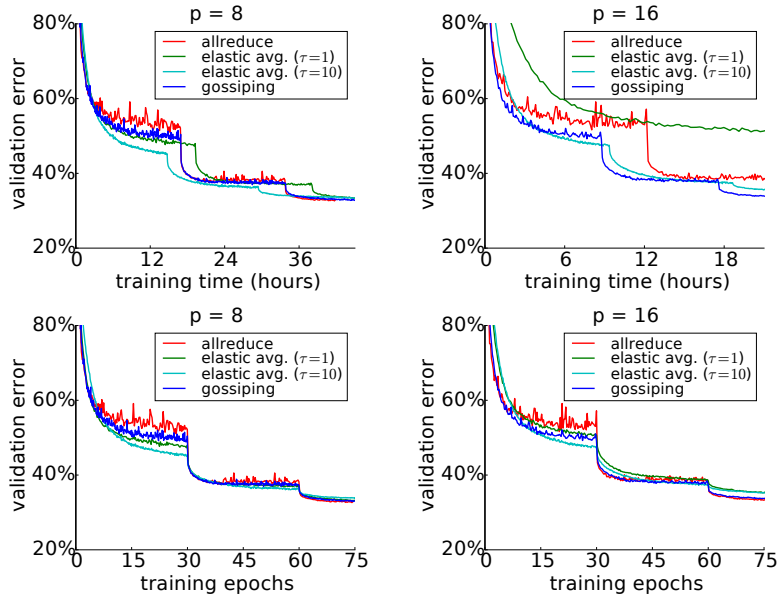 p = 8
80%
60%
40%
20%
validation error
allreduce
elastic avg. (τ=1)
elastic avg. (τ=10)
gossiping
0 12 24 36
training time (hours)
p = 16
80%
60%
40%
20%
validation error
allreduce
elastic avg. (τ=1)
elastic avg. (τ=10)
gossiping
0 6 12 18
training time (hours)
p = 8
80%
60%
40%
20%
validation error
allreduce
elastic avg. (τ=1)
elastic avg. (τ=10)
gossiping
0 15 30 45 60 75
training epochs
p = 16
80%
60%
40%
20%
validation error
allreduce
elastic avg. (τ=1)
elastic avg. (τ=10)
gossiping
0 15 30 45 60 75
training epochs